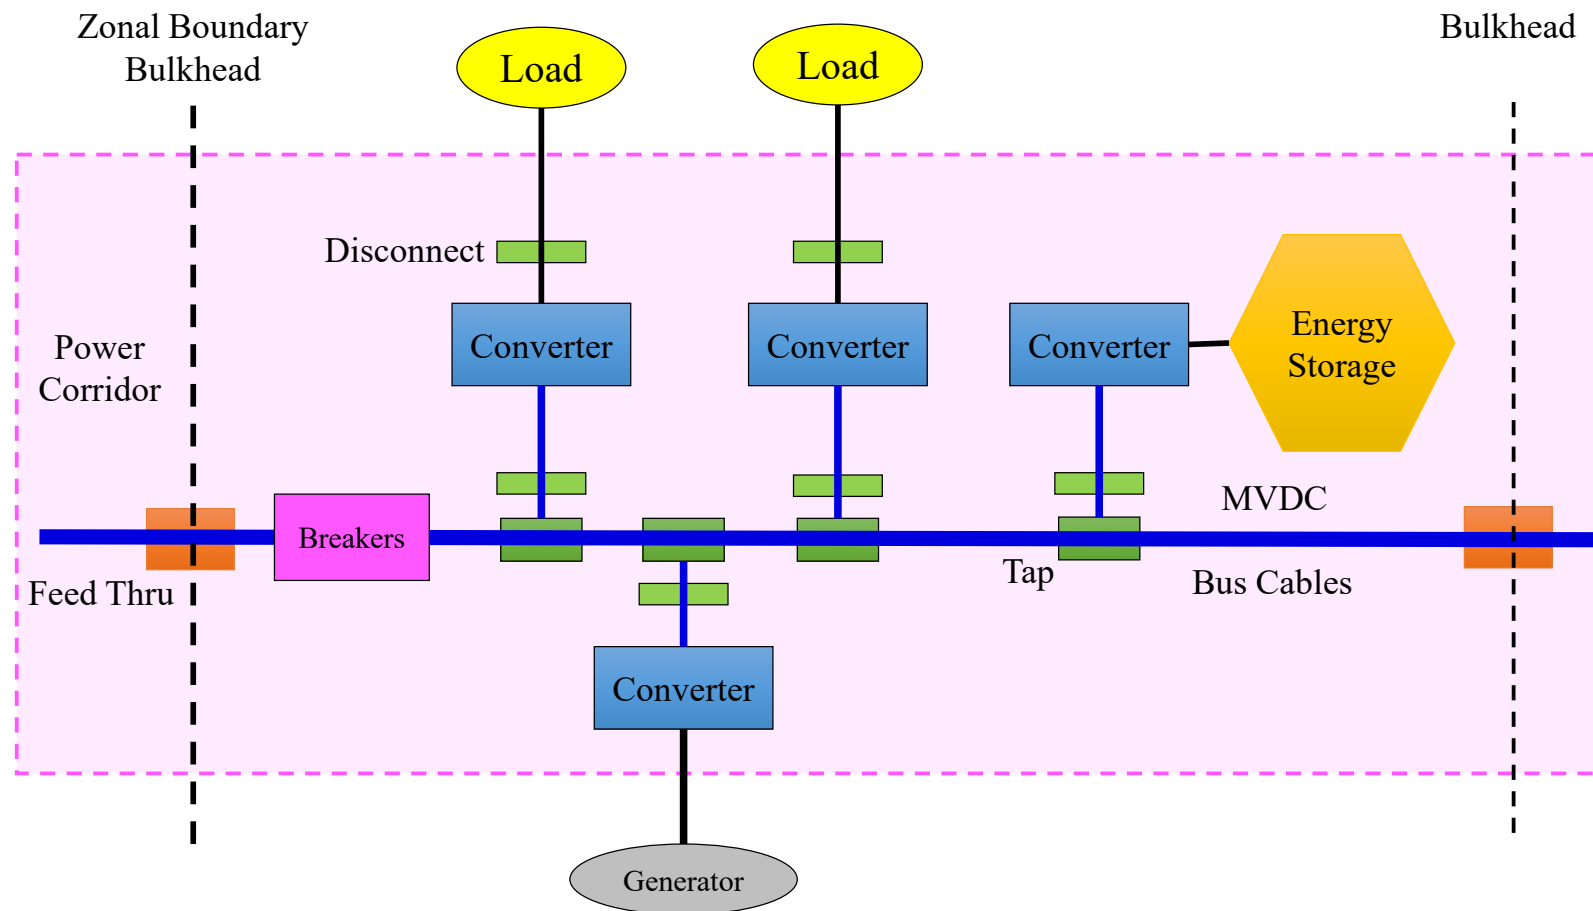 Zonal Boundary
Bulkhead
Load
Load
Bulkhead
Disconnect
Power
Corridor
Converter
Converter
Converter
Energy
Storage
MVDC
Breakers
Feed Thru
Tap
Bus Cables
Converter
Generator